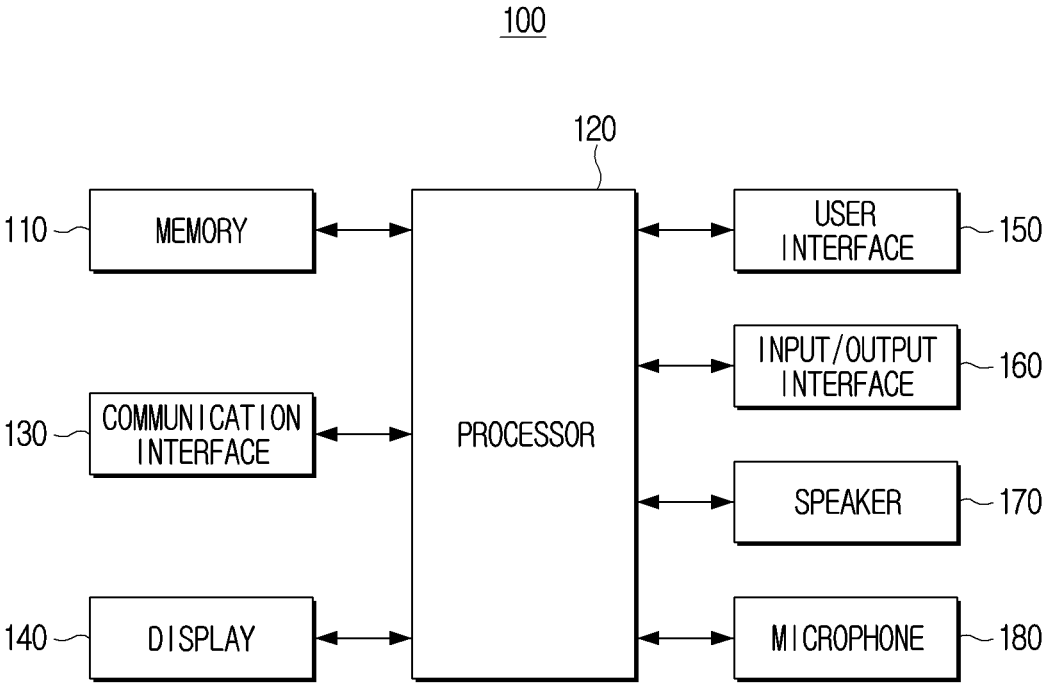 100
120
110
MEMORY
USER
INTERFACE
150
INPUT/OUTPUT
INTERFACE
160
130
COMMUNICATION
INTERFACE
PROCESSOR
SPEAKER
170
140
DISPLAY
MICROPHONE
180